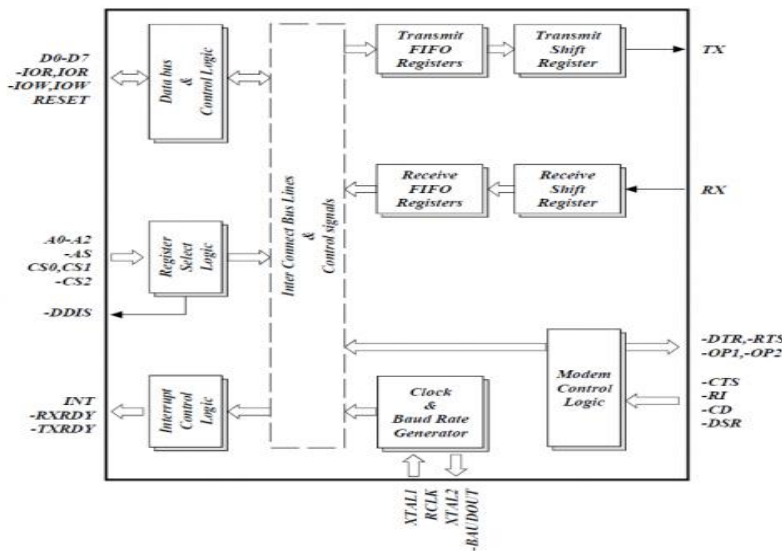 D0-D7
-IOR,IOR
-IOW,IOW
RESET
Data bus
&
Control Logic
Transmit
FIFO
Registers
Transmit
Shift
Register
TX
Inter Connect Bus Lines
&
Control signals
Receive
FIFO
Registers
Receive
Shift
Register
RX
A0-A2
-AS
CS0,CS1
-CS2
Register
Select
Logic
-DDIS
INT
-RXRDY
-TXRDY
Interrupt
Control
Logic
Clock
&
Baud Rate
Generator
Modem
Control
Logic
-DTR,-RTS
-OP1,-OP2
-CTS
-RI
-CD
-DSR
XTAL1
RCLK
XTAL2
-BAUDOUT